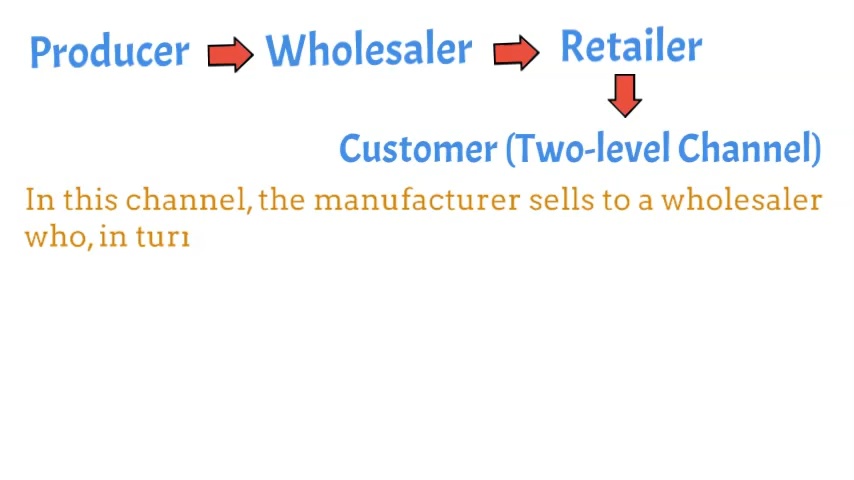 Producer Wholesaler Retailer
Customer (Two-level Channel)
In this channel, the manufacturer sells to a wholesaler
who, in